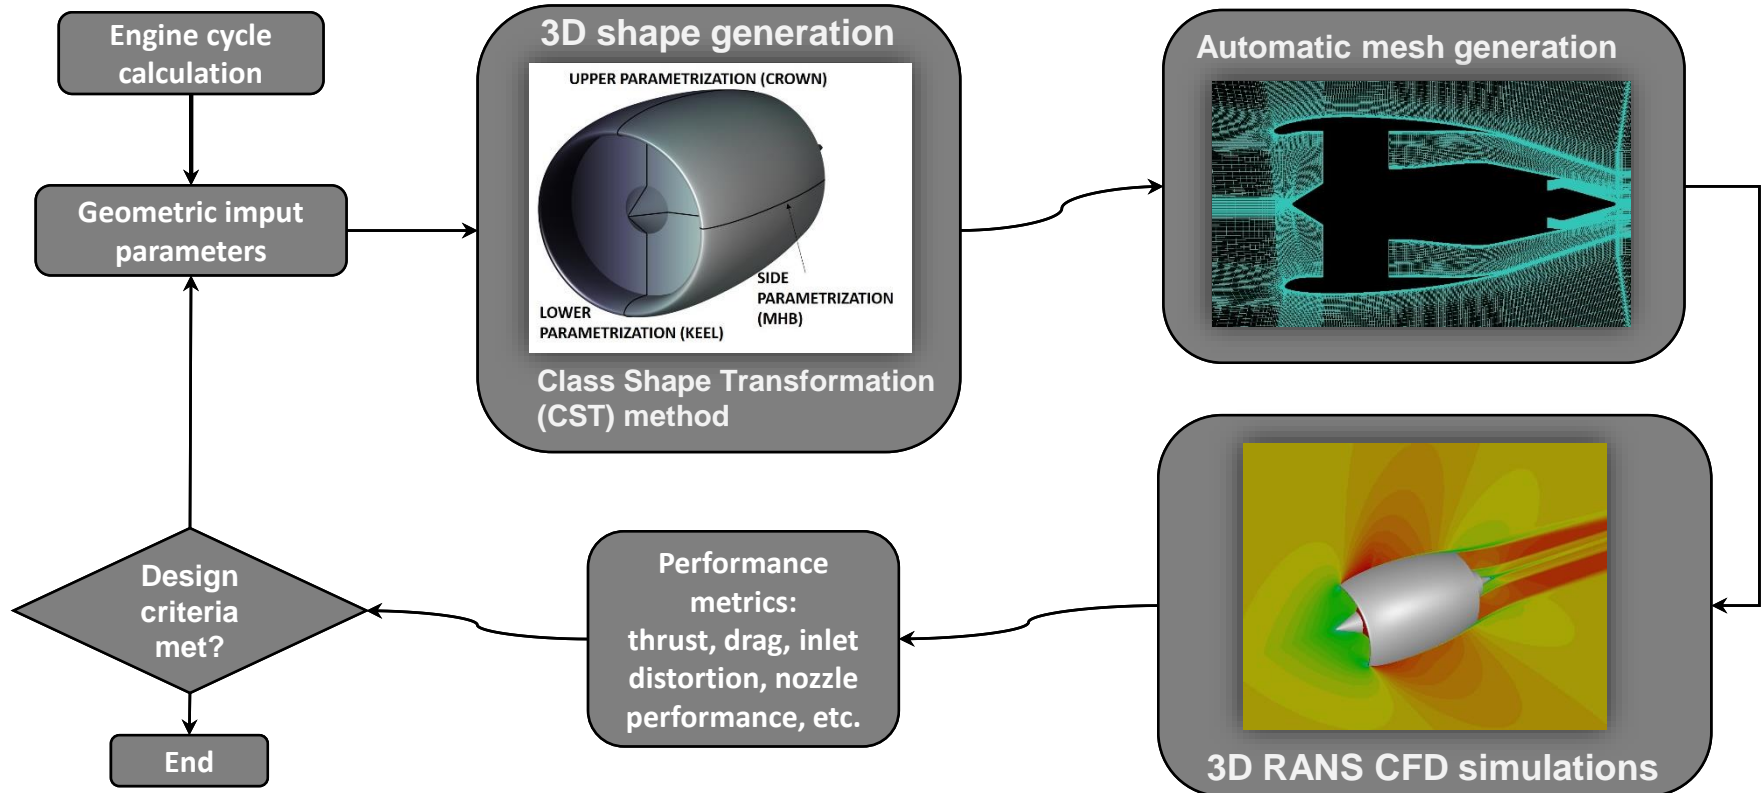 Engine cycle
calculation
Geometric imput
parameters
3D shape generation
UPPER PARAMETRIZATION (CROWN)
SIDE
PARAMETRIZATION
(MHB)
LOWER
PARAMETRIZATION (KEEL)
Class Shape Transformation
(CST) method
Automatic mesh generation
3D RANS CFD simulations
Performance
metrics:
thrust, drag, inlet
distortion, nozzle
performance, etc.
Design
criteria
met?
End